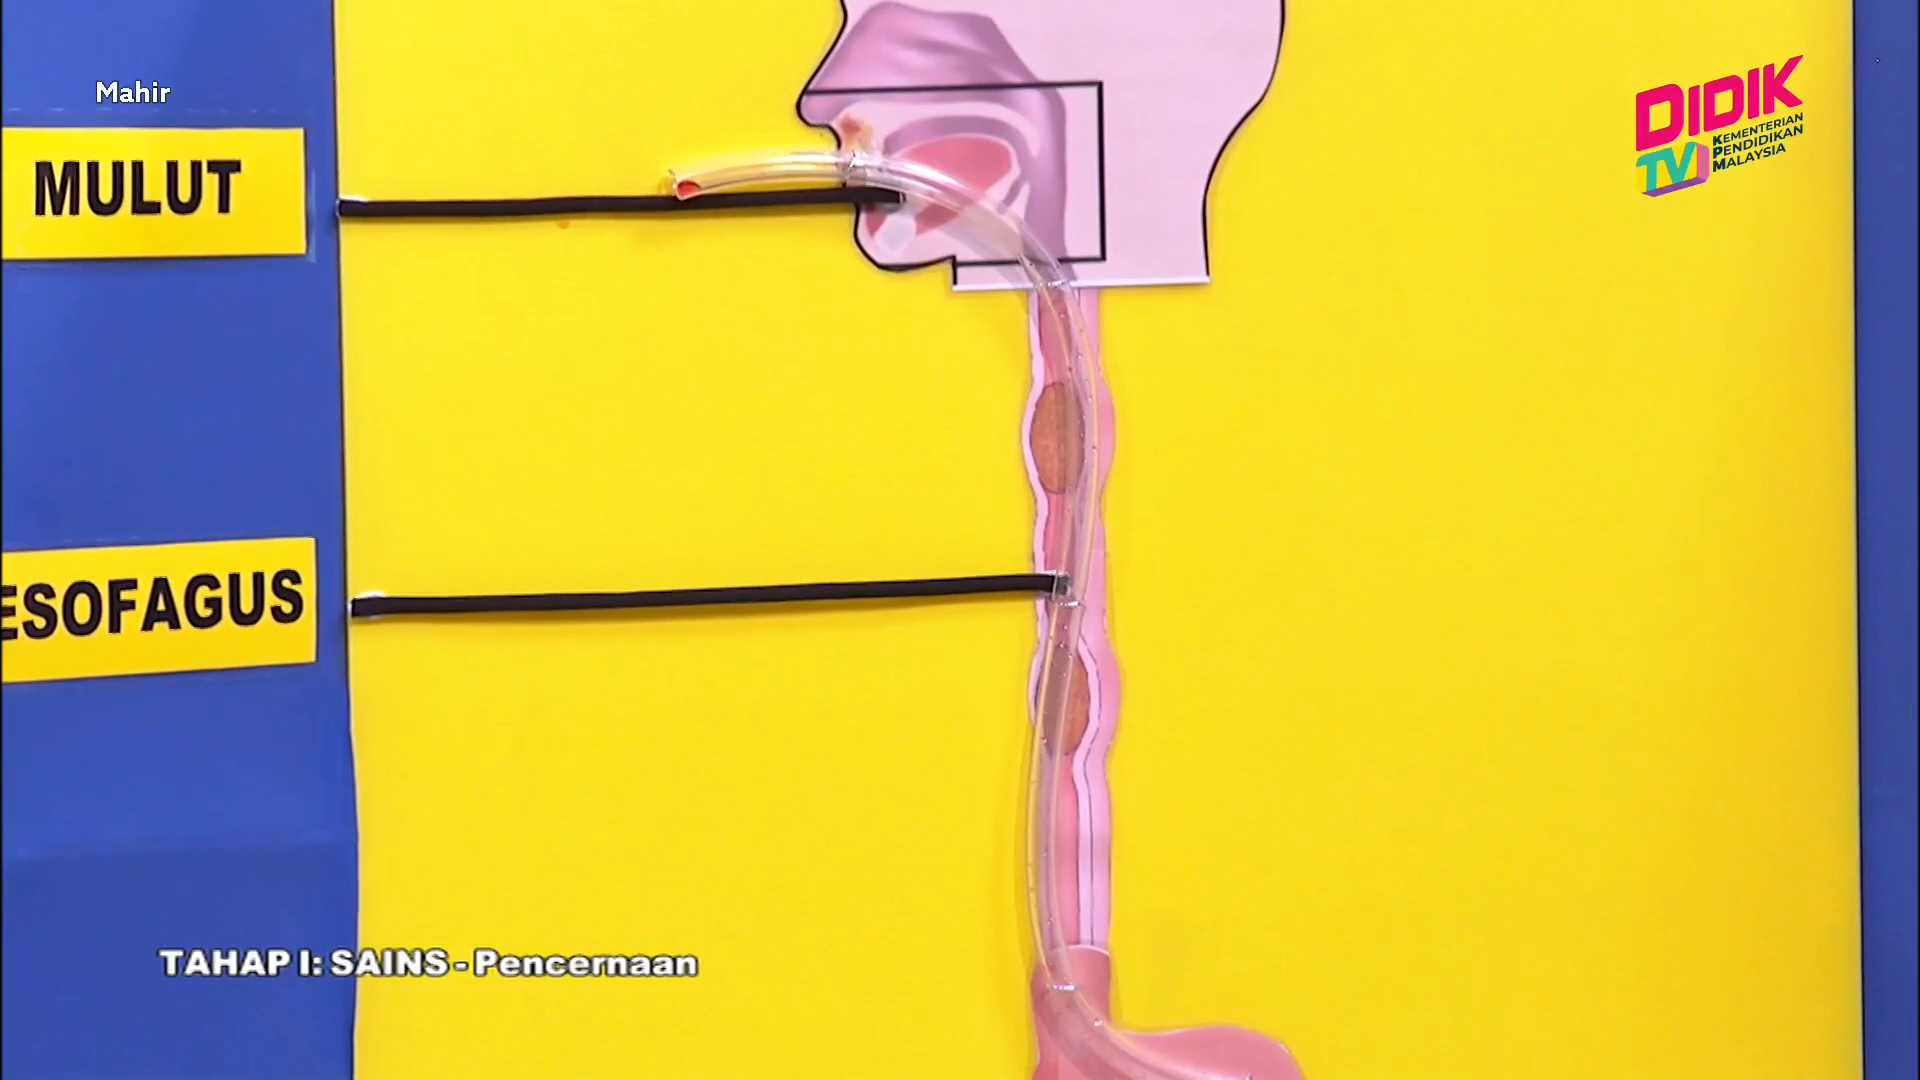 Mahir
DIDIK
TV
KEMENTERIAN
PENDIDIKAN
MALAYSIA
MULUT
ESOFAGUS
TAHAP I: SAINS - Pencernaan